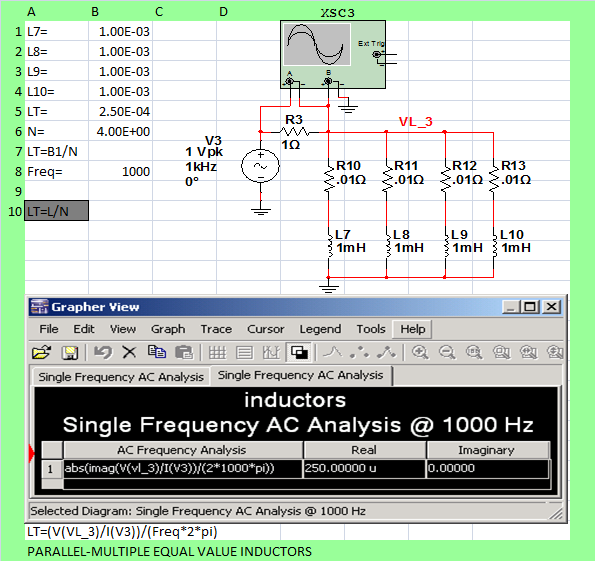 A B C D
1 L7= 1.00E-03
2 L8= 1.00E-03
3 L9= 1.00E-03
4 L10= 1.00E-03
5 LT= 2.50E-04
6 N= 4.00E+00
7 LT=B1/N
8 Freq= 1000
9
10 LT=L/N
XSC3
Ext Trig
A B
VL_3
R3
1Ω
V3
1 Vpk
1kHz
0°
R10 R11 R12 R13
.01Ω .01Ω .01Ω .01Ω
L7 L8 L9 L10
1mH 1mH 1mH 1mH
Grapher View
File Edit View Graph Trace Cursor Legend Tools Help
Single Frequency AC Analysis Single Frequency AC Analysis
inductors
Single Frequency AC Analysis @ 1000 Hz
AC Frequency Analysis Real Imaginary
1 abs(imag(V(vl_3)/I(V3))/(2*1000*pi)) 250.00000 u 0.00000
Selected Diagram: Single Frequency AC Analysis @ 1000 Hz
LT=(V(VL_3)/I(V3))/(Freq*2*pi)
PARALLEL-MULTIPLE EQUAL VALUE INDUCTORS